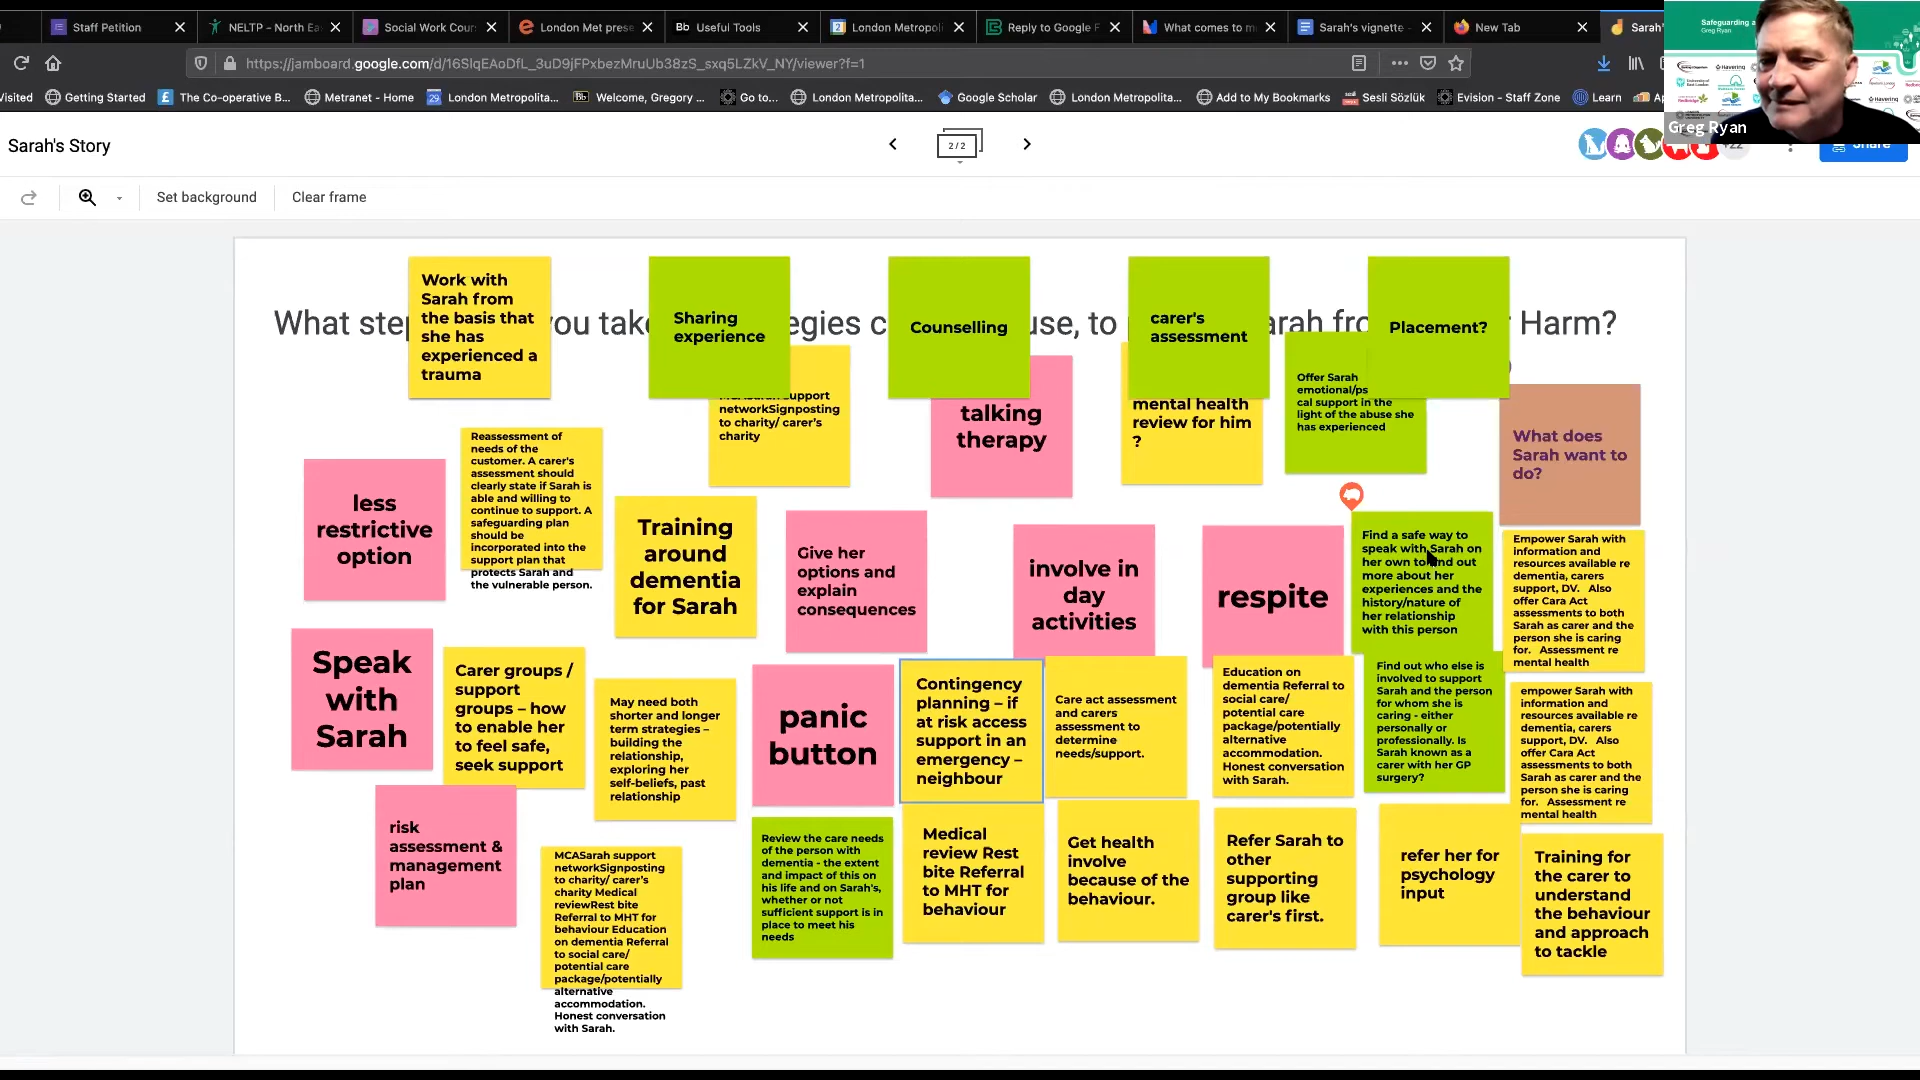 Staff Petition
NELTP – North Ea
Social Work Cour
London Met prese
Bb Useful Tools
London Metropoli
Reply to Google F
What comes to m
Sarah's vignette -
New Tab
Sarah'
https://jamboard.google.com/d/16SlqEAoDfL_3uD9jFPxbezMruUb38zS_sxq5LZkV_NY/viewer?f=1
Visited
Getting Started
The Co-operative B...
Metranet - Home
London Metropolita...
Welcome, Gregory ...
Go to...
London Metropolita...
Google Scholar
London Metropolita...
Add to My Bookmarks
Sesli Sözlük
Evision - Staff Zone
Learn
Safeguarding a
Greg Ryan
Greg Ryan
Sarah's Story
2 / 2
+22
Share
Set background
Clear frame
What ste
you take
egies c
use, to
arah fro
Harm?
Work with
Sarah from
the basis that
she has
experienced a
trauma
Sharing
experience
Counselling
carer's
assessment
Placement?
MCASarah support
networkSignposting
to charity/ carer's
charity
talking
therapy
mental health
review for him
?
Offer Sarah
emotional/ps
cal support in the
light of the abuse she
has experienced
What does
Sarah want to
do?
less
restrictive
option
Reassessment of
needs of the
customer. A carer's
assessment should
clearly state if Sarah is
able and willing to
continue to support. A
safeguarding plan
should be
incorporated into the
support plan that
protects Sarah and
the vulnerable person.
Training
around
dementia
for Sarah
Give her
options and
explain
consequences
involve in
day
activities
respite
Find a safe way to
speak with Sarah on
her own to find out
more about her
experiences and the
history/nature of
her relationship
with this person
Empower Sarah with
information and
resources available re
dementia, carers
support, DV. Also
offer Cara Act
assessments to both
Sarah as carer and the
person she is caring
for. Assessment re
mental health
Speak
with
Sarah
Carer groups /
support
groups – how
to enable her
to feel safe,
seek support
May need both
shorter and longer
term strategies –
building the
relationship,
exploring her
self-beliefs, past
relationship
panic
button
Contingency
planning – if
at risk access
support in an
emergency –
neighbour
Care act assessment
and carers
assessment to
determine
needs/support.
Education on
dementia Referral to
social care/
potential care
package/potentially
alternative
accommodation.
Honest conversation
with Sarah.
Find out who else is
involved to support
Sarah and the person
for whom she is
caring - either
personally or
professionally. Is
Sarah known as a
carer with her GP
surgery?
empower Sarah with
information and
resources available re
dementia, carers
support, DV. Also
offer Cara Act
assessments to both
Sarah as carer and the
person she is caring
for. Assessment re
mental health
risk
assessment &
management
plan
MCASarah support
networkSignposting
to charity/ carer's
charity Medical
reviewRest bite
Referral to MHT for
behaviour Education
on dementia Referral
to social care/
potential care
package/potentially
alternative
accommodation.
Honest conversation
with Sarah.
Review the care needs
of the person with
dementia - the extent
and impact of this on
his life and on Sarah's,
whether or not
sufficient support is in
place to meet his
needs
Medical
review Rest
bite Referral
to MHT for
behaviour
Get health
involve
because of the
behaviour.
Refer Sarah to
other
supporting
group like
carer's first.
refer her for
psychology
input
Training for
the carer to
understand
the behaviour
and approach
to tackle